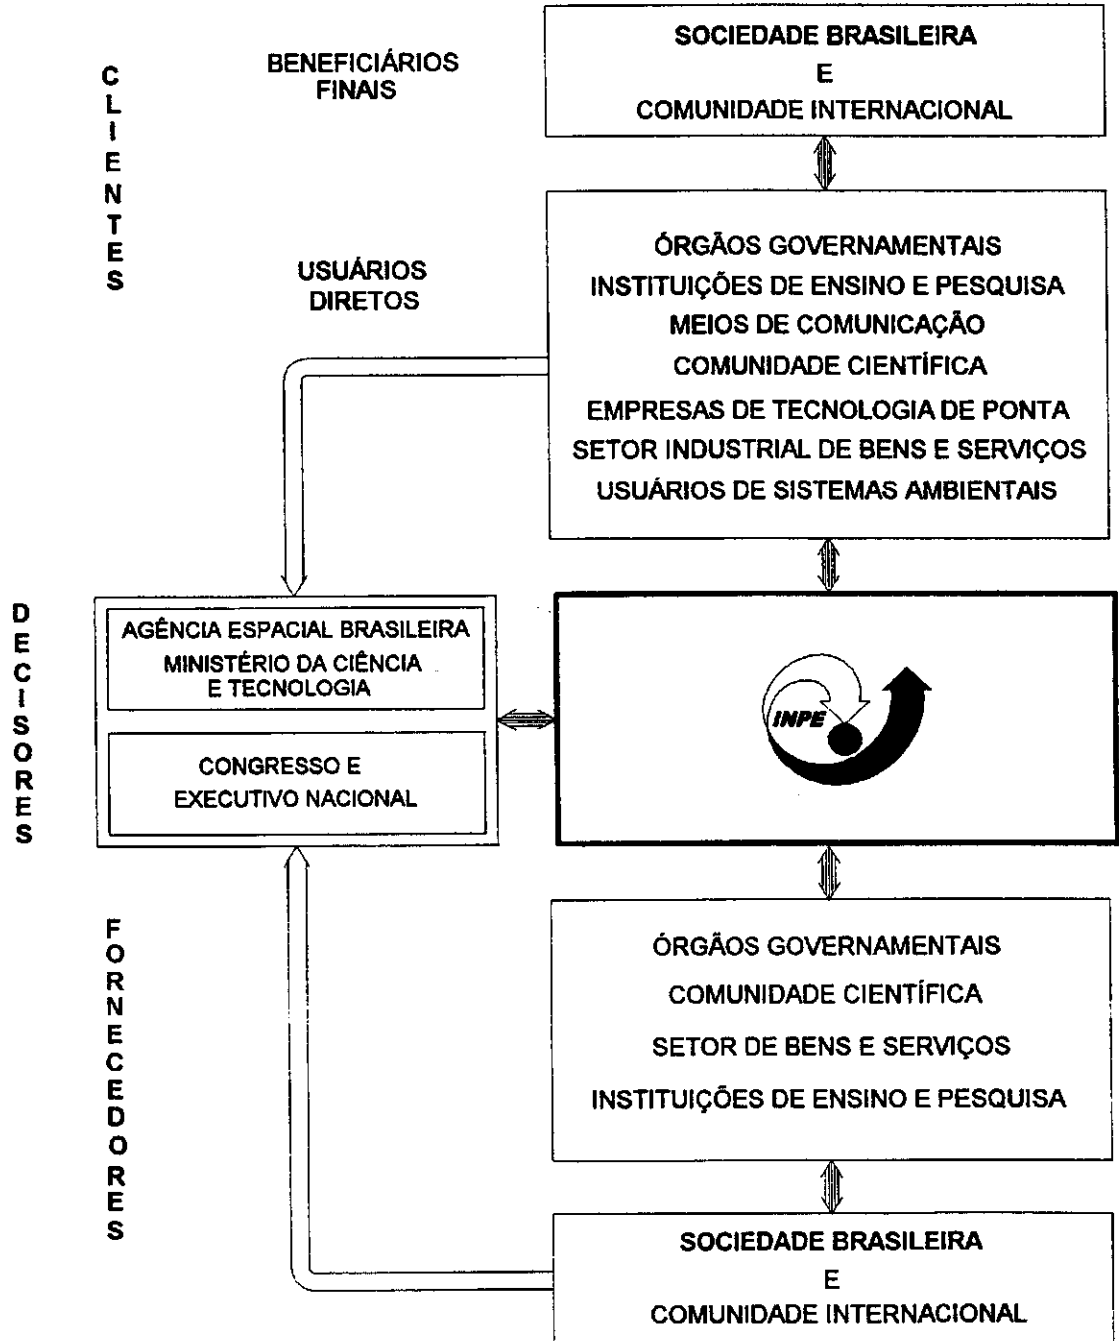 CLIENTES
BENEFICIÁRIOS
FINAIS
SOCIEDADE BRASILEIRA
E
COMUNIDADE INTERNACIONAL
USUÁRIOS
DIRETOS
ÓRGÃOS GOVERNAMENTAIS
INSTITUIÇÕES DE ENSINO E PESQUISA
MEIOS DE COMUNICAÇÃO
COMUNIDADE CIENTÍFICA
EMPRESAS DE TECNOLOGIA DE PONTA
SETOR INDUSTRIAL DE BENS E SERVIÇOS
USUÁRIOS DE SISTEMAS AMBIENTAIS
DECISORES
AGÊNCIA ESPACIAL BRASILEIRA
MINISTÉRIO DA CIÊNCIA
E TECNOLOGIA
CONGRESSO E
EXECUTIVO NACIONAL
INPE
FORNECEDORES
ÓRGÃOS GOVERNAMENTAIS
COMUNIDADE CIENTÍFICA
SETOR DE BENS E SERVIÇOS
INSTITUIÇÕES DE ENSINO E PESQUISA
SOCIEDADE BRASILEIRA
E
COMUNIDADE INTERNACIONAL